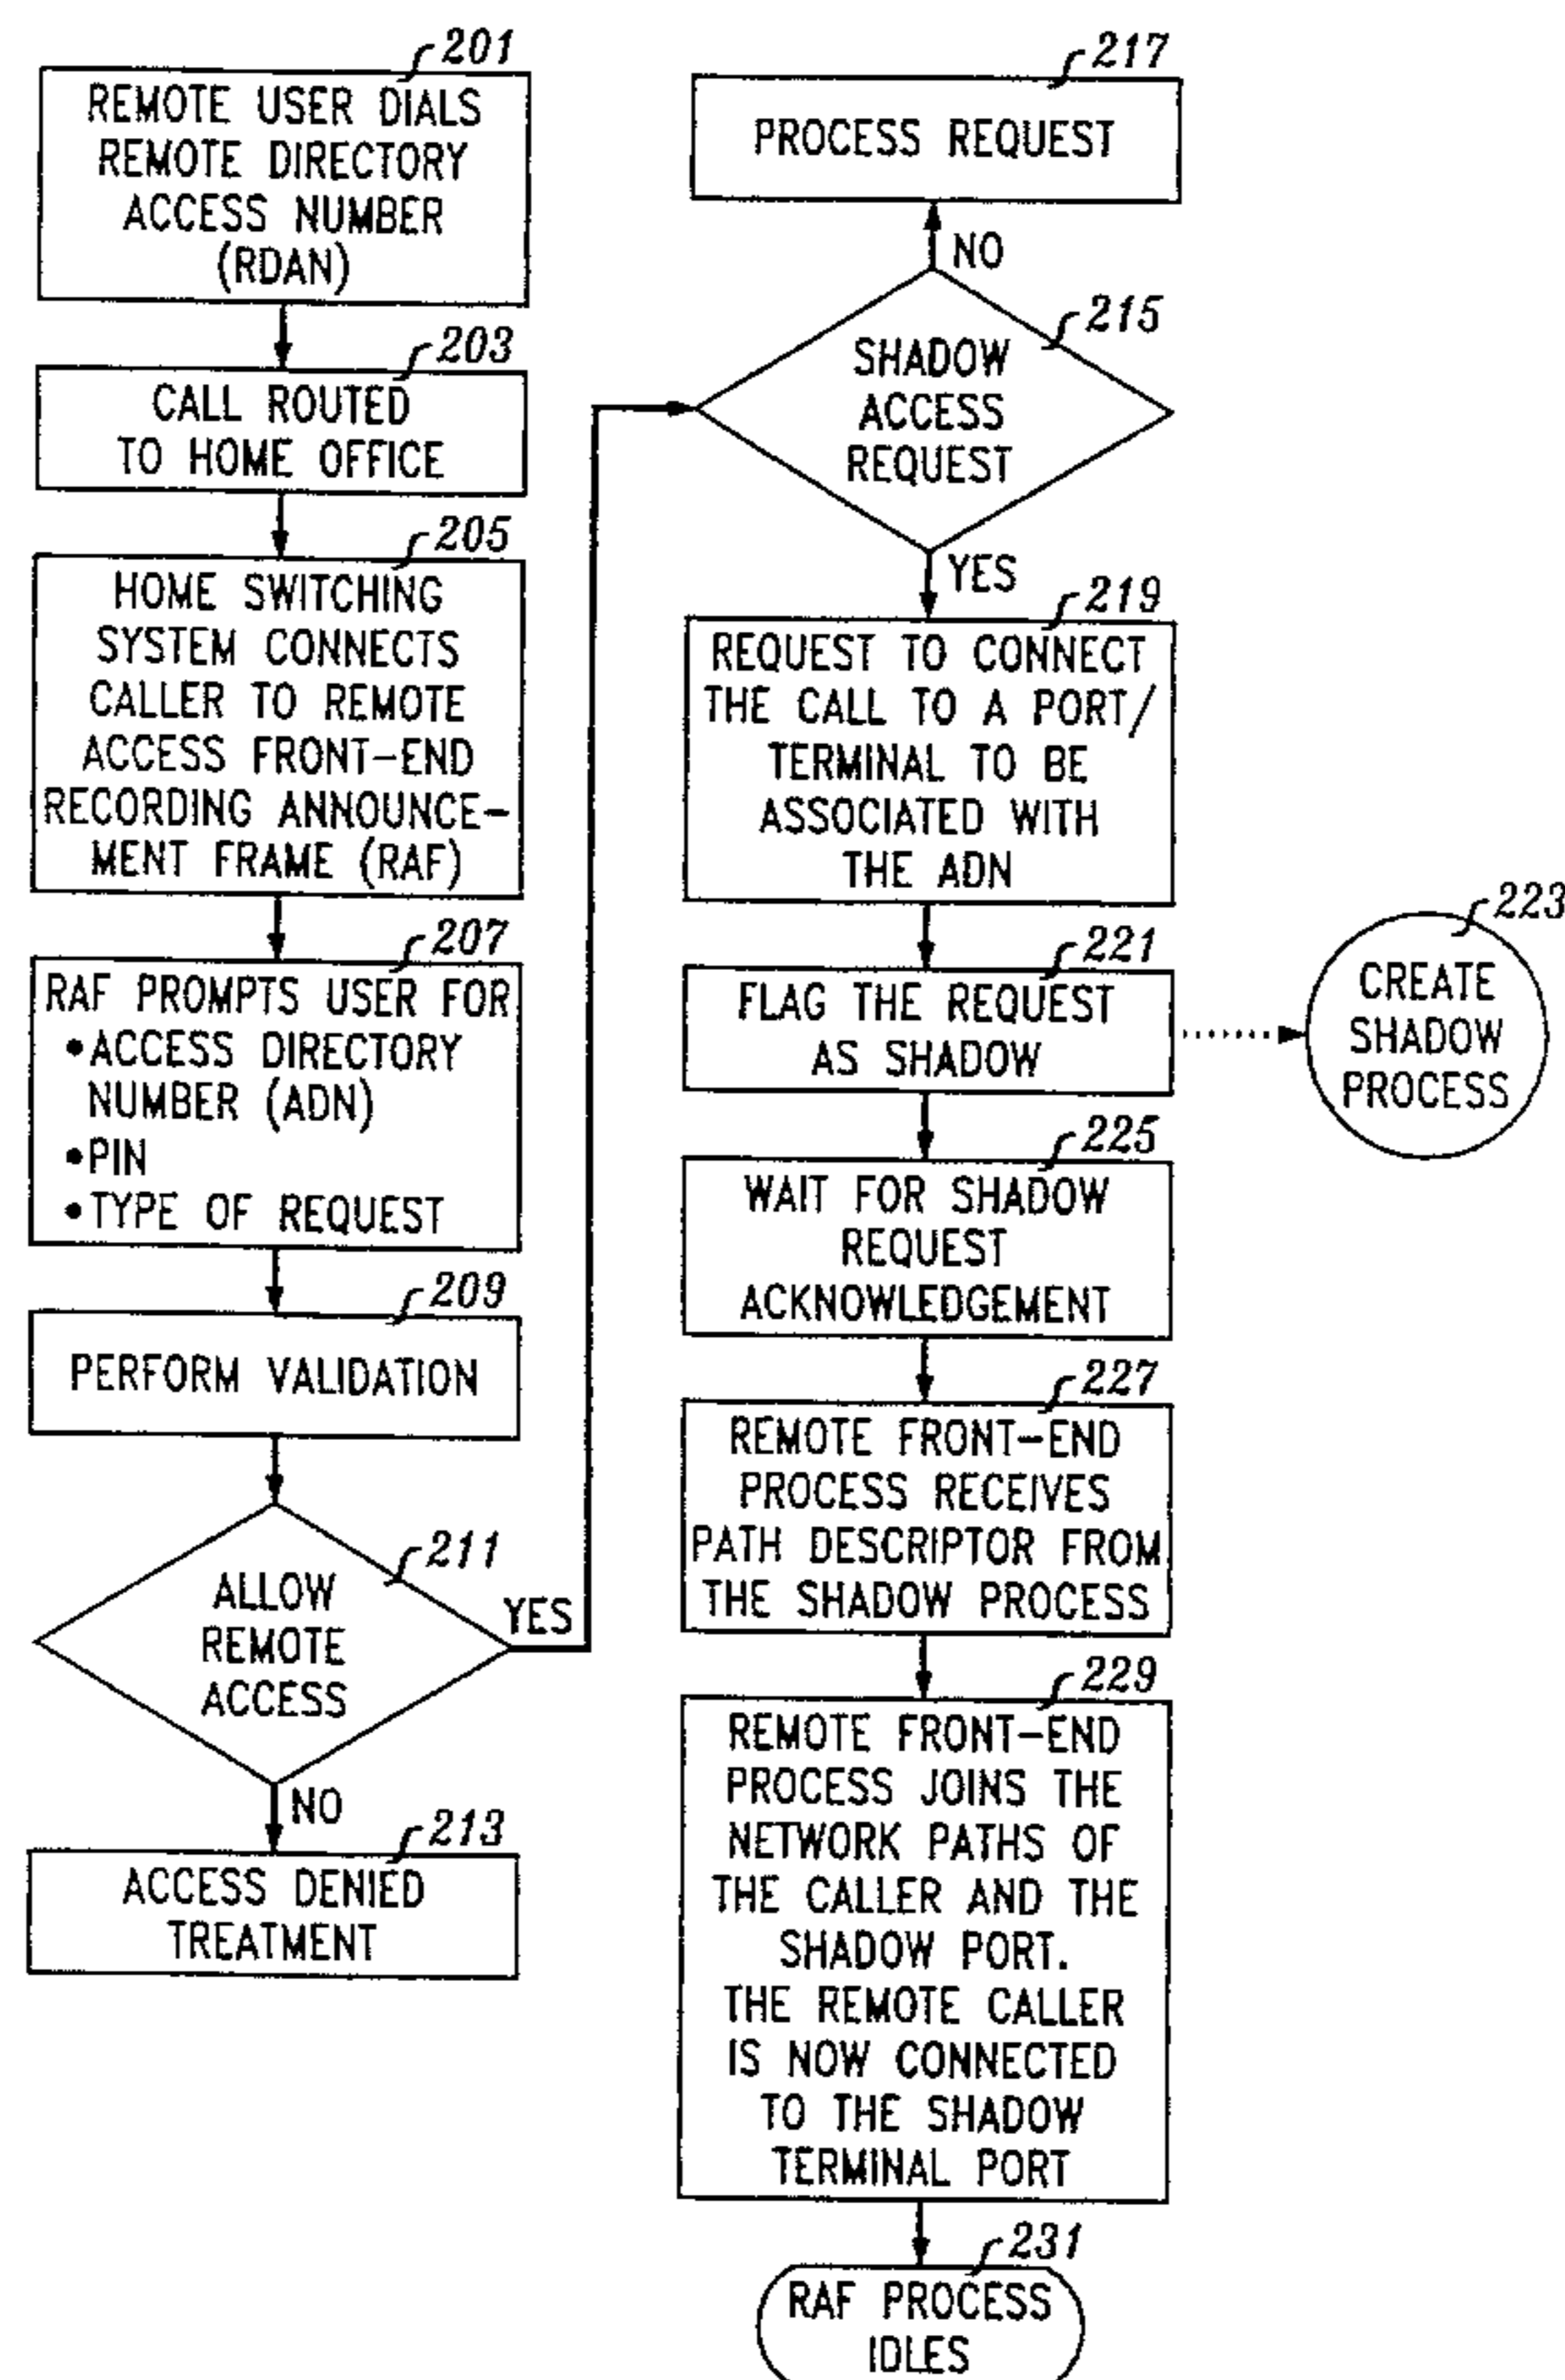 201
REMOTE USER DIALS
REMOTE DIRECTORY
ACCESS NUMBER
(RDAN)
203
CALL ROUTED
TO HOME OFFICE
205
HOME SWITCHING
SYSTEM CONNECTS
CALLER TO REMOTE
ACCESS FRONT-END
RECORDING ANNOUNCE-
MENT FRAME (RAF)
207
RAF PROMPTS USER FOR
•ACCESS DIRECTORY
NUMBER (ADN)
•PIN
•TYPE OF REQUEST
209
PERFORM VALIDATION
211
ALLOW
REMOTE
ACCESS
YES
NO
213
ACCESS DENIED
TREATMENT
217
PROCESS REQUEST
NO
215
SHADOW
ACCESS
REQUEST
YES
219
REQUEST TO CONNECT
THE CALL TO A PORT/
TERMINAL TO BE
ASSOCIATED WITH
THE ADN
221
FLAG THE REQUEST
AS SHADOW
223
CREATE
SHADOW
PROCESS
225
WAIT FOR SHADOW
REQUEST
ACKNOWLEDGEMENT
227
REMOTE FRONT-END
PROCESS RECEIVES
PATH DESCRIPTOR FROM
THE SHADOW PROCESS
229
REMOTE FRONT-END
PROCESS JOINS THE
NETWORK PATHS OF
THE CALLER AND THE
SHADOW PORT.
THE REMOTE CALLER
IS NOW CONNECTED
TO THE SHADOW
TERMINAL PORT
231
RAF PROCESS
IDLES